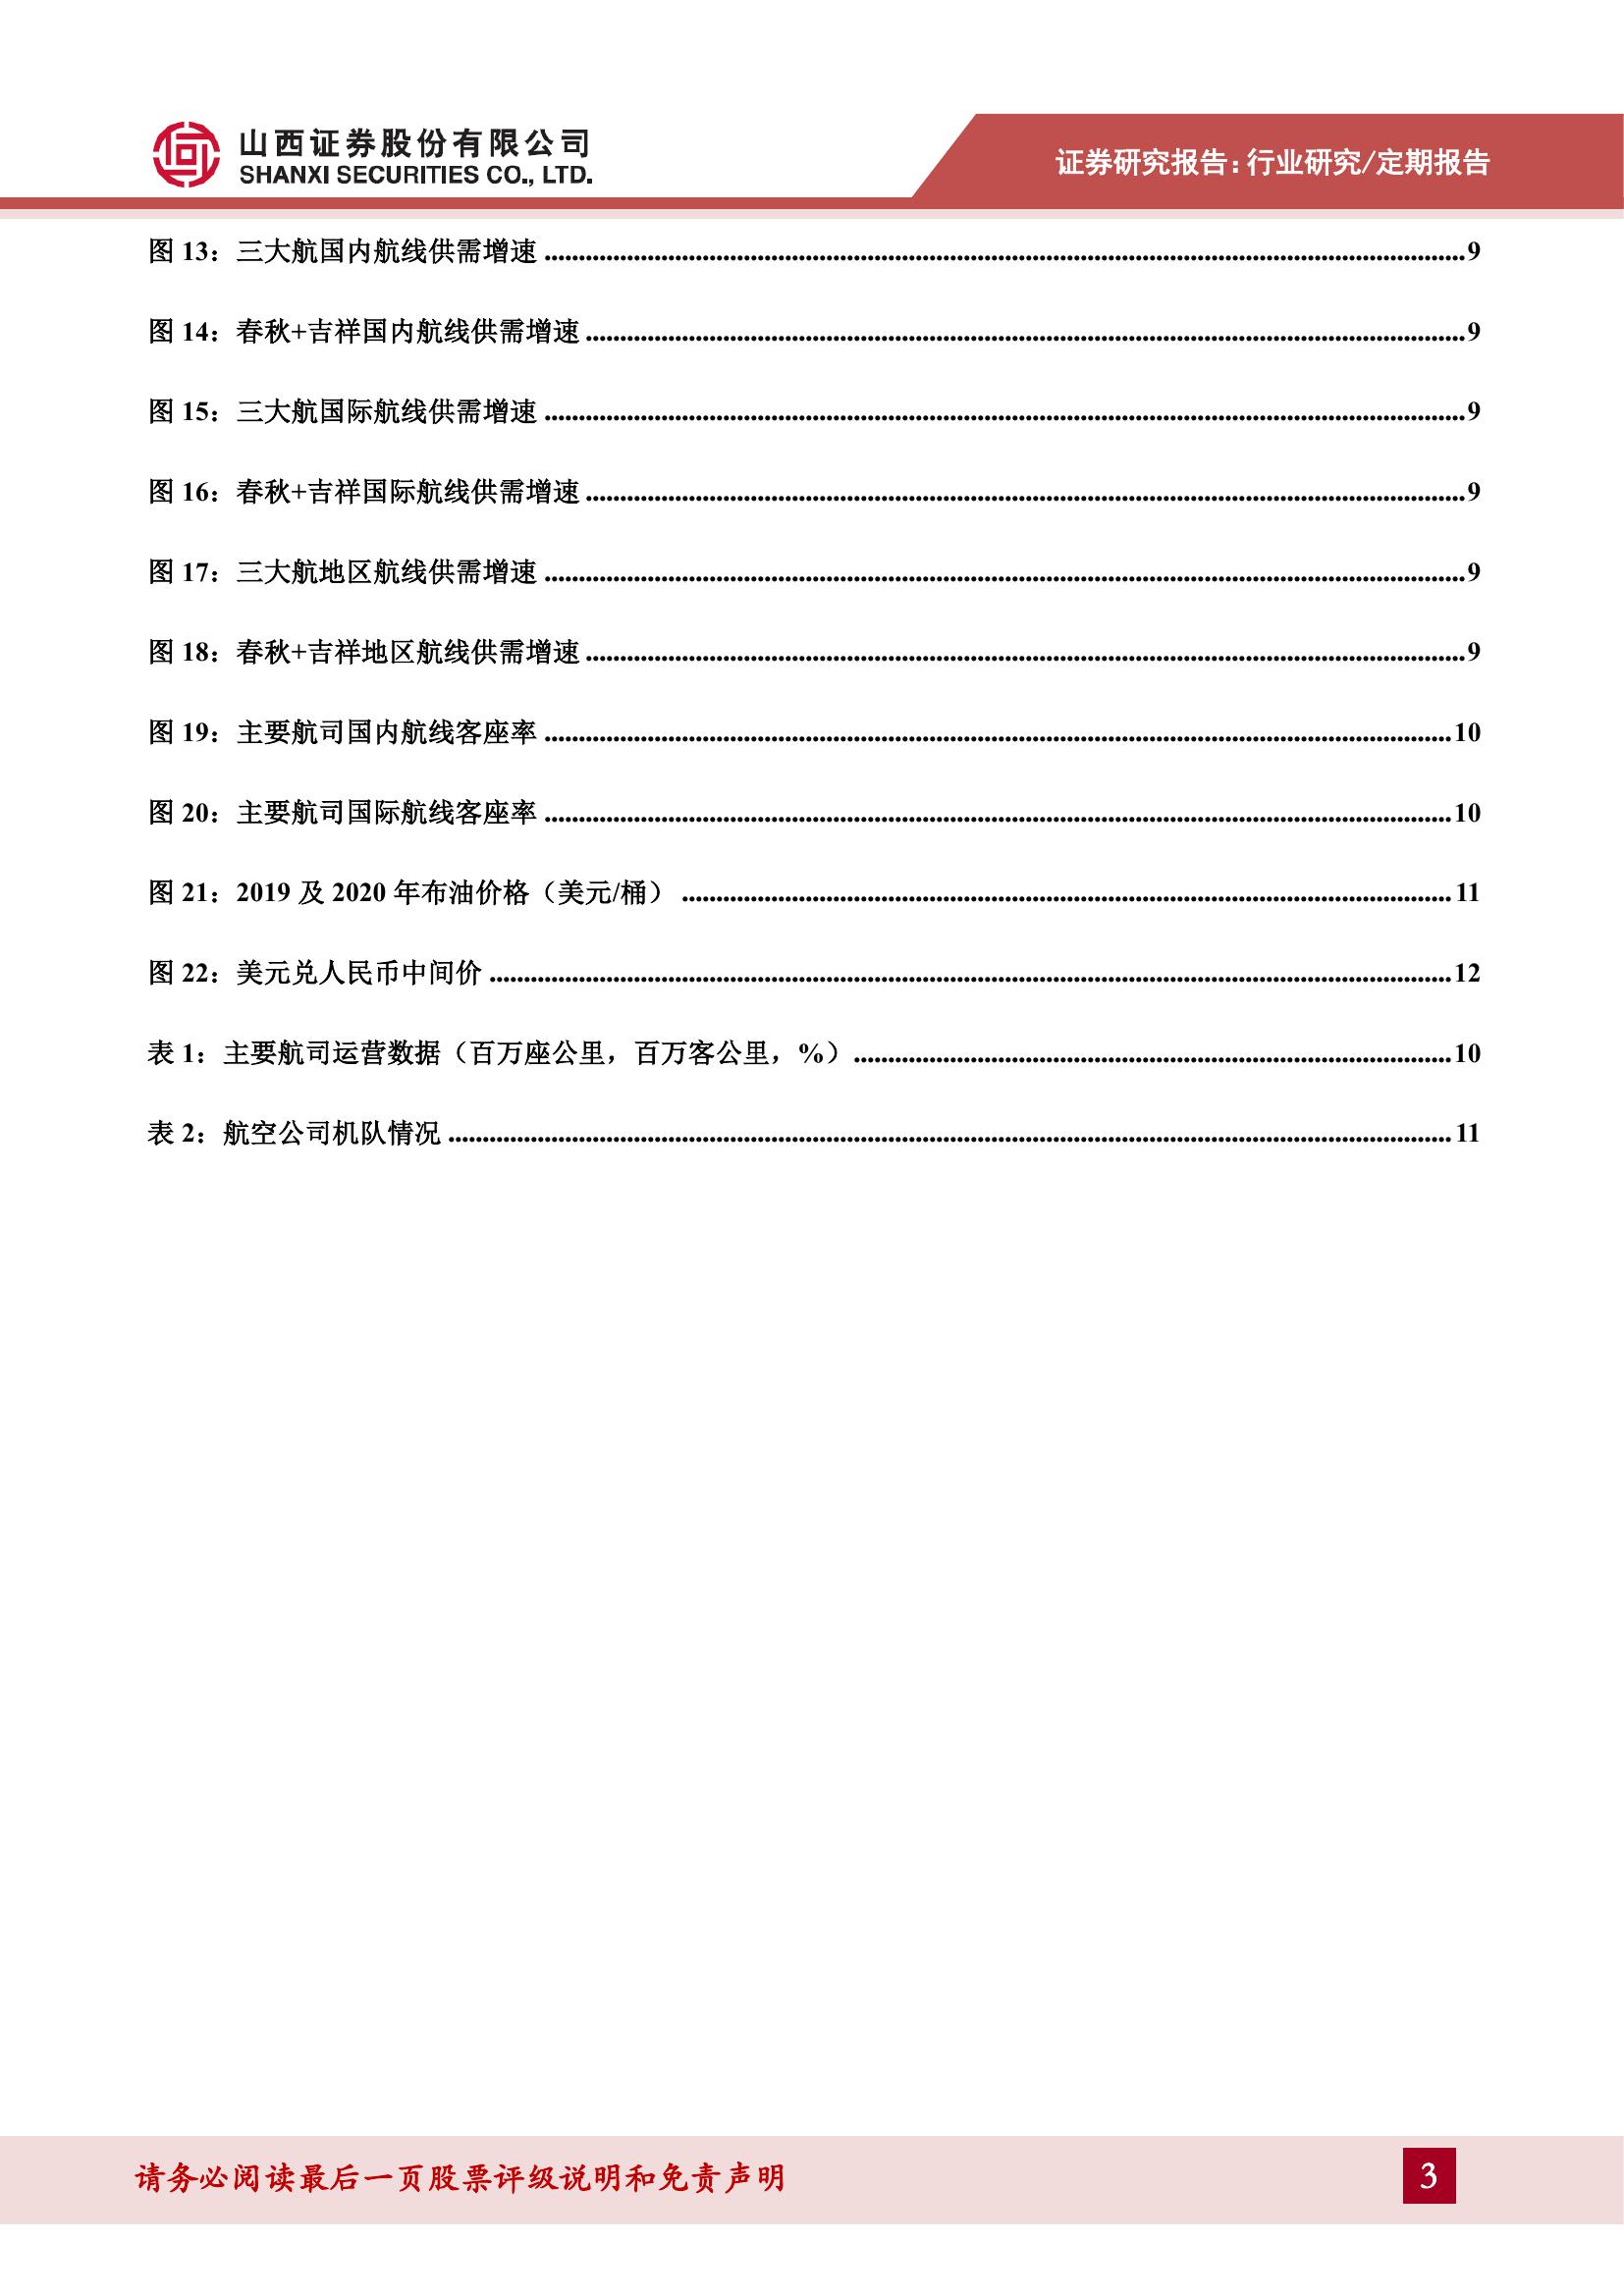 山西证券股份有限公司
SHANXI SECURITIES CO., LTD.
证券研究报告：行业研究/定期报告
图 13：三大航国内航线供需增速 9
图 14：春秋+吉祥国内航线供需增速 9
图 15：三大航国际航线供需增速 9
图 16：春秋+吉祥国际航线供需增速 9
图 17：三大航地区航线供需增速 9
图 18：春秋+吉祥地区航线供需增速 9
图 19：主要航司国内航线客座率 10
图 20：主要航司国际航线客座率 10
图 21：2019 及 2020 年布油价格（美元/桶） 11
图 22：美元兑人民币中间价 12
表 1：主要航司运营数据（百万座公里，百万客公里，%） 10
表 2：航空公司机队情况 11
请务必阅读最后一页股票评级说明和免责声明
3